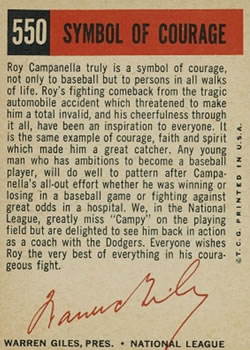 550 SYMBOL OF COURAGE
Roy Campanella truly is a symbol of courage,
not only to baseball but to persons in all walks
of life. Roy's fighting comeback from the tragic
automobile accident which threatened to make
him a total invalid, and his cheerfulness through
it all, have been an inspiration to everyone. It
is the same example of courage, faith and spirit
which made him a great catcher. Any young
man who has ambitions to become a baseball
player, will do well to pattern after Campa-
nella's all-out effort whether he was winning or
losing in a baseball game or fighting against
great odds in a hospital. We, in the National
League, greatly miss "Campy" on the playing
field but are delighted to see him back in action
as a coach with the Dodgers. Everyone wishes
Roy the very best of everything in his coura-
geous fight.
Warren Giles
WARREN GILES, PRES. • NATIONAL LEAGUE
© T.C.G. PRINTED IN U.S.A.